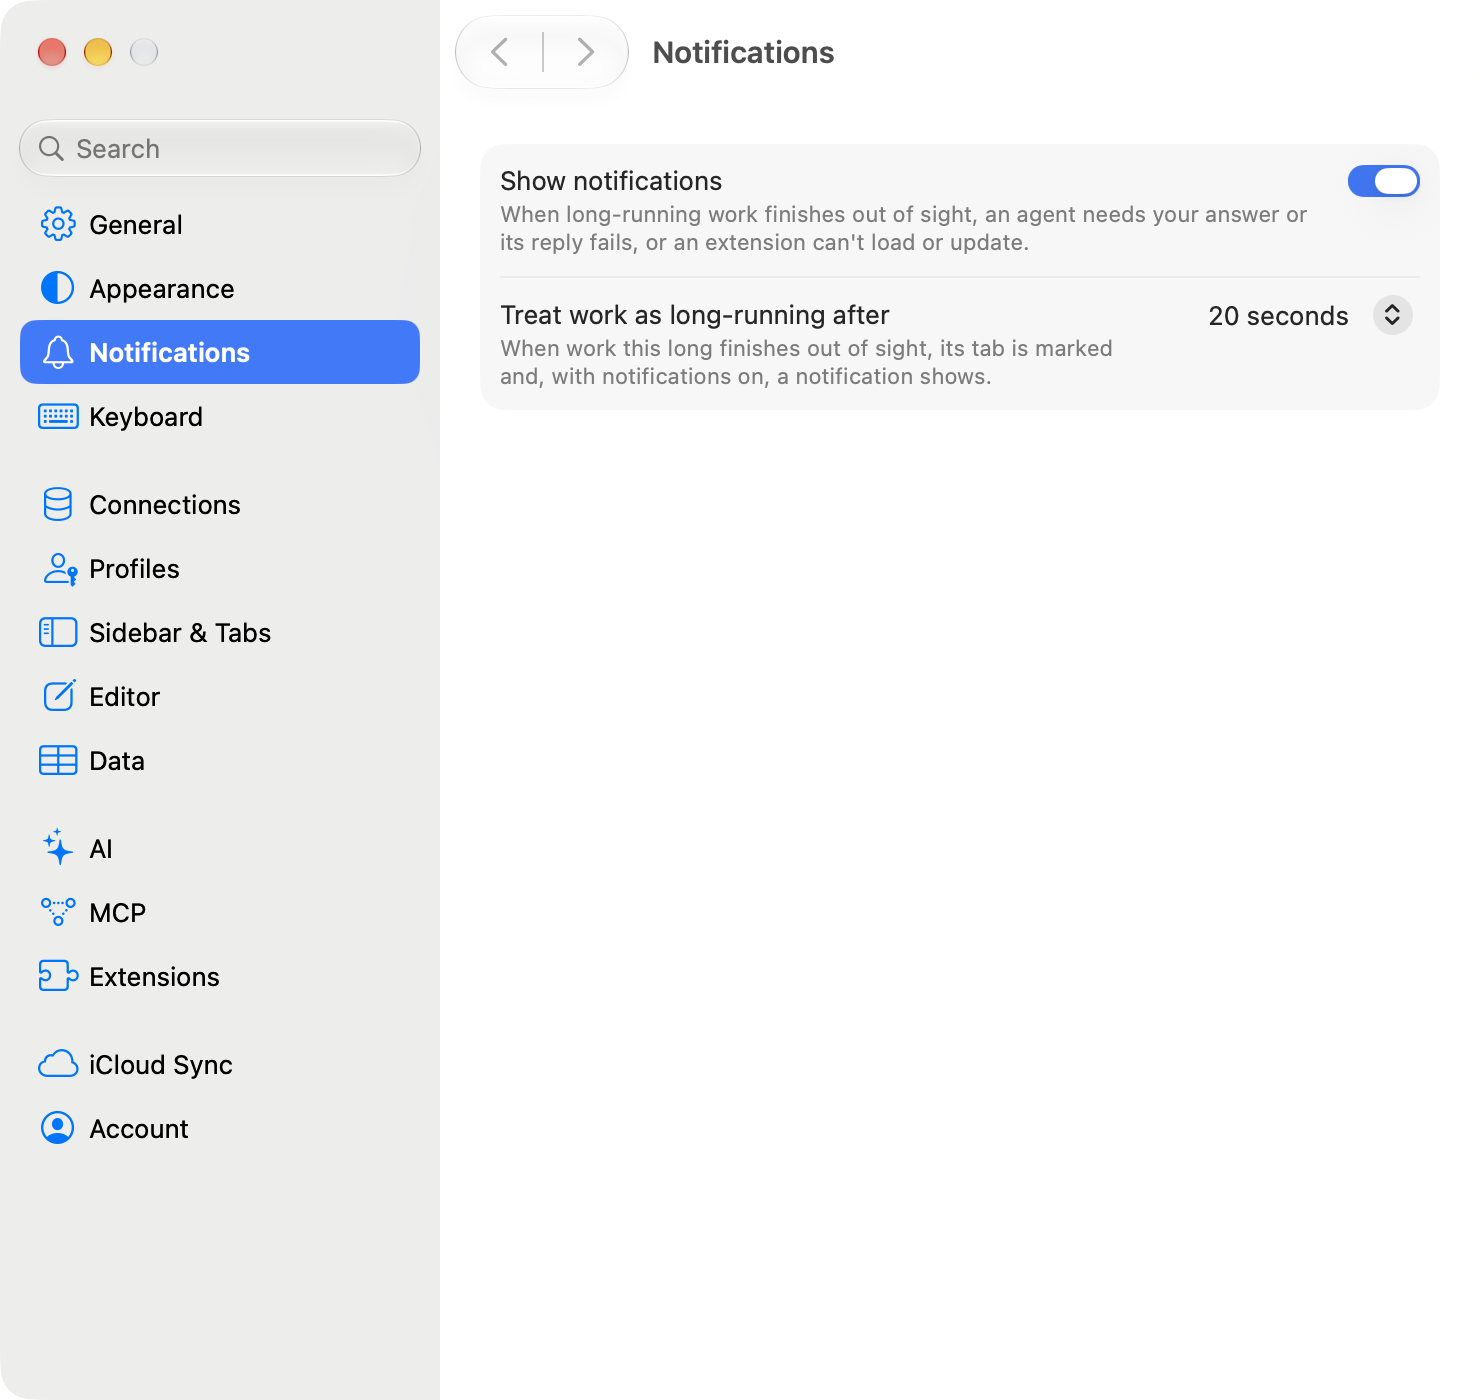 Notifications
Search
General
Appearance
Notifications
Keyboard
Connections
Profiles
Sidebar & Tabs
Editor
Data
AI
MCP
Extensions
iCloud Sync
Account
Show notifications
When long-running work finishes out of sight, an agent needs your answer or
its reply fails, or an extension can't load or update.
Treat work as long-running after
20 seconds
When work this long finishes out of sight, its tab is marked
and, with notifications on, a notification shows.